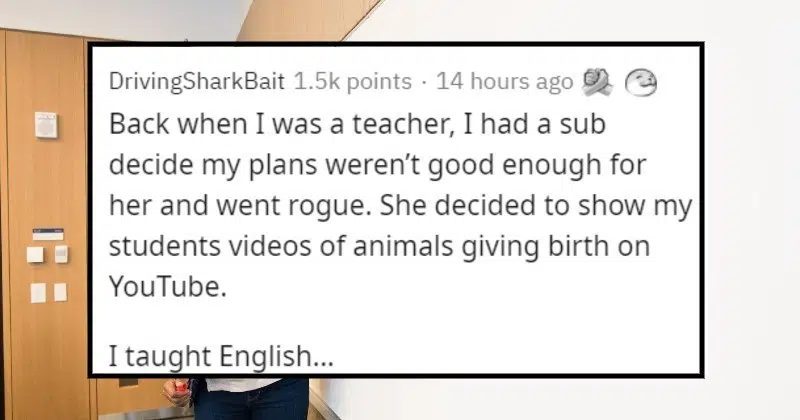 DrivingSharkBait 1.5k points · 14 hours ago
Back when I was a teacher, I had a sub
decide my plans weren’t good enough for
her and went rogue. She decided to show my
students videos of animals giving birth on
YouTube.
I taught English...